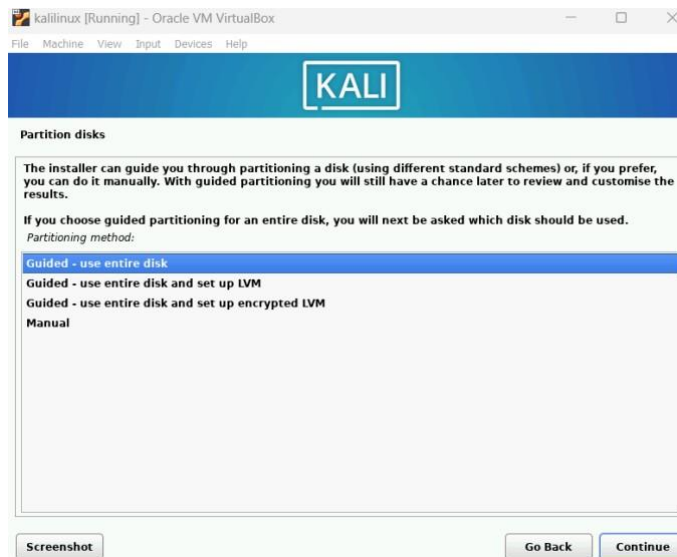 kalilinux [Running] - Oracle VM VirtualBox
File Machine View Input Devices Help
KALI
Partition disks
The installer can guide you through partitioning a disk (using different standard schemes) or, if you prefer,
you can do it manually. With guided partitioning you will still have a chance later to review and customise the
results.
If you choose guided partitioning for an entire disk, you will next be asked which disk should be used.
Partitioning method:
Guided - use entire disk
Guided - use entire disk and set up LVM
Guided - use entire disk and set up encrypted LVM
Manual
Screenshot Go Back Continue